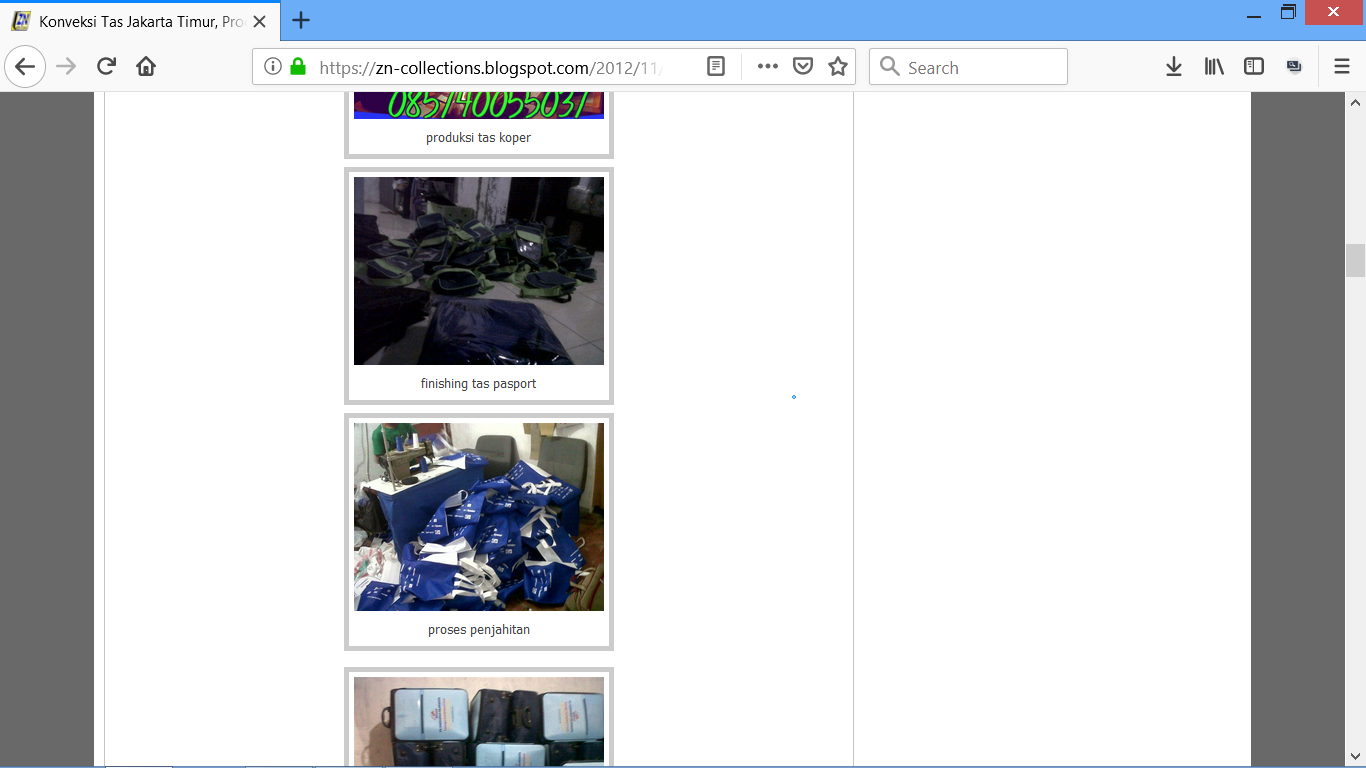 Konveksi Tas Jakarta Timur, Pro
https://zn-collections.blogspot.com/2012/11/
Search
085740055037
produksi tas koper
finishing tas pasport
proses penjahitan